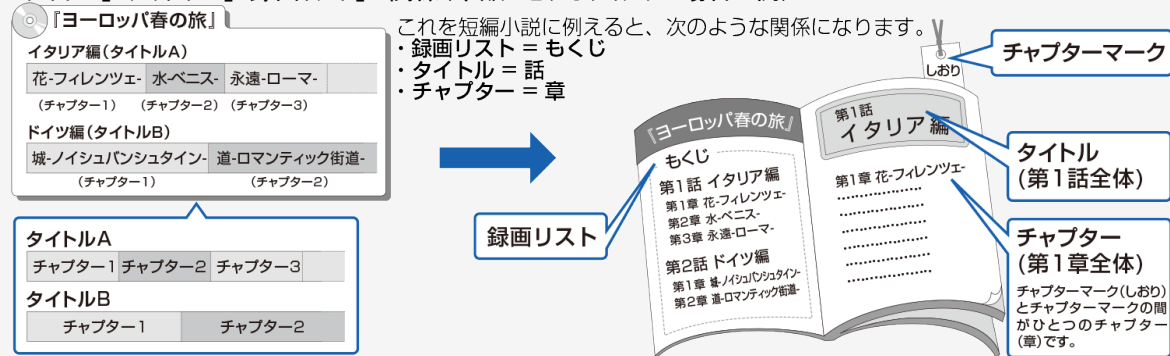 『ヨーロッパ春の旅』
イタリア編(タイトルA)
花-フィレンツェ- 水-ベニス- 永遠-ローマ-
(チャプター1) (チャプター2) (チャプター3)
ドイツ編(タイトルB)
城-ノイシュバンシュタイン- 道-ロマンティック街道-
(チャプター1) (チャプター2)
タイトルA
チャプター1 チャプター2 チャプター3
タイトルB
チャプター1 チャプター2
これを短編小説に例えると、次のような関係になります。
・録画リスト = もくじ
・タイトル = 話
・チャプター = 章
録画リスト
『ヨーロッパ春の旅』
もくじ
第1話 イタリア編
第1章 花-フィレンツェ-
第2章 水-ベニス-
第3章 永遠-ローマ-
第2話 ドイツ編
第1章 城-ノイシュバンシュタイン-
第2章 道-ロマンティック街道-
しおり
第1話
イタリア編
第1章 花-フィレンツェ-
チャプターマーク
タイトル
(第1話全体)
チャプター
(第1章全体)
チャプターマーク(しおり)
とチャプターマークの間
がひとつのチャプター
(章)です。